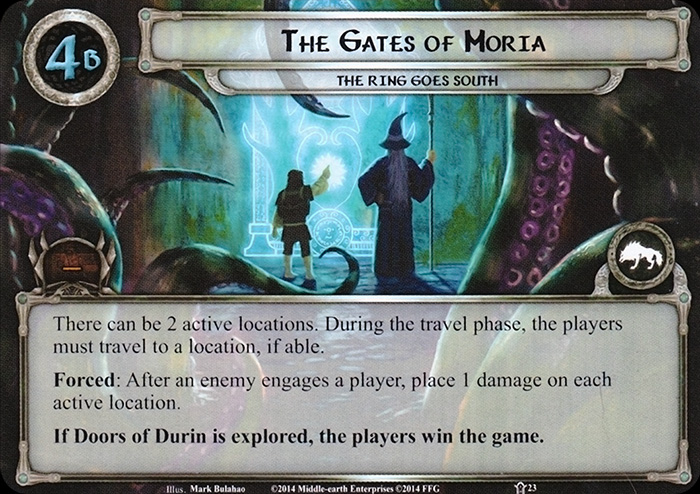 4B
THE GATES OF MORIA
THE RING GOES SOUTH
There can be 2 active locations. During the travel phase, the players
must travel to a location, if able.
Forced: After an enemy engages a player, place 1 damage on each
active location.
If Doors of Durin is explored, the players win the game.
Illus. Mark Bulahao ©2014 Middle-earth Enterprises ©2014 FFG 23